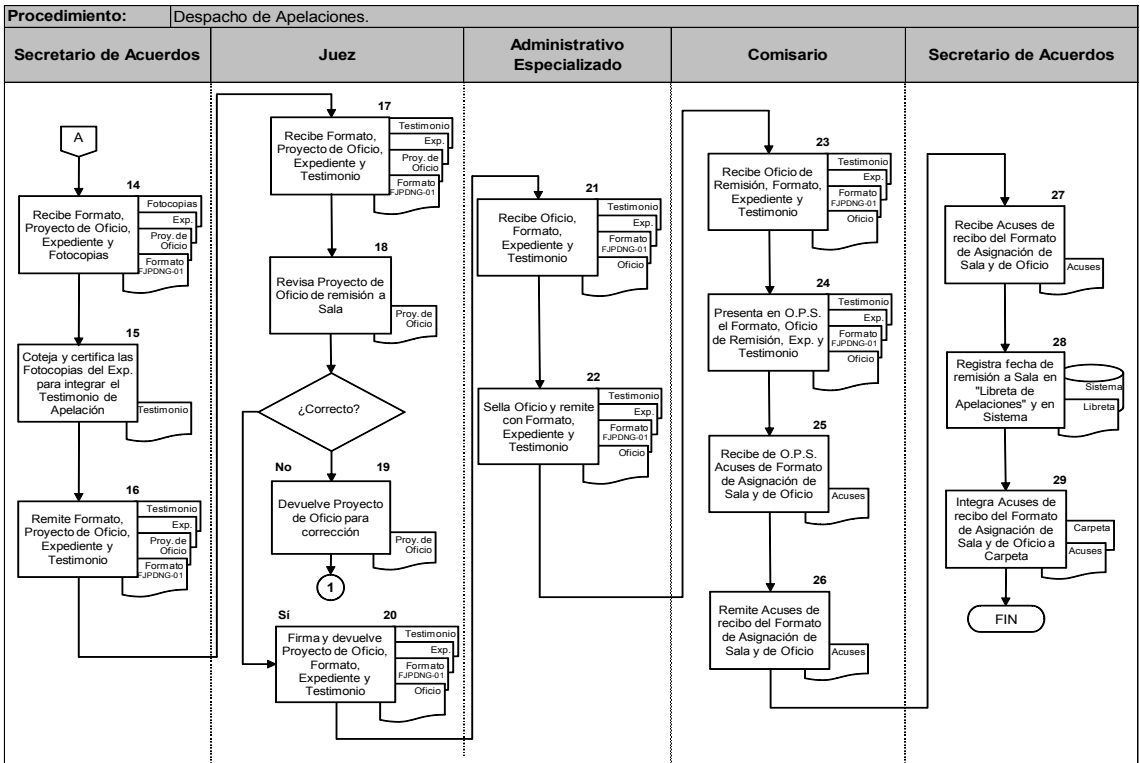 Procedimiento: Despacho de Apelaciones.
Secretario de Acuerdos
Juez
Administrativo
Especializado
Comisario
Secretario de Acuerdos
A
14
Recibe Formato,
Proyecto de Oficio,
Expediente y
Fotocopias
Fotocopias
Exp.
Proy. de
Oficio
Formato
FJPDNG-01
15
Coteja y certifica las
Fotocopias del Exp.
para integrar el
Testimonio de
Apelación
Testimonio
16
Remite Formato,
Proyecto de Oficio,
Expediente y
Testimonio
Testimonio
Exp.
Proy. de
Oficio
Formato
FJPDNG-01
17
Recibe Formato,
Proyecto de Oficio,
Expediente y
Testimonio
Testimonio
Exp.
Proy. de
Oficio
Formato
FJPDNG-01
18
Revisa Proyecto de
Oficio de remisión a
Sala
Proy. de
Oficio
¿Correcto?
No
19
Devuelve Proyecto
de Oficio para
corrección
Proy. de
Oficio
1
Sí
20
Firma y devuelve
Proyecto de Oficio,
Formato,
Expediente y
Testimonio
Testimonio
Exp.
Formato
FJPDNG-01
Oficio
21
Recibe Oficio,
Formato,
Expediente y
Testimonio
Testimonio
Exp.
Formato
FJPDNG-01
Oficio
22
Sella Oficio y remite
con Formato,
Expediente y
Testimonio
Testimonio
Exp.
Formato
FJPDNG-01
Oficio
23
Recibe Oficio de
Remisión, Formato,
Expediente y
Testimonio
Testimonio
Exp.
Formato
FJPDNG-01
Oficio
24
Presenta en O.P.S.
el Formato, Oficio
de Remisión, Exp. y
Testimonio
Testimonio
Exp.
Formato
FJPDNG-01
Oficio
25
Recibe de O.P.S.
Acuses de Formato
de Asignación de
Sala y de Oficio
Acuses
26
Remite Acuses de
recibo del Formato
de Asignación de
Sala y de Oficio
Acuses
27
Recibe Acuses de
recibo del Formato
de Asignación de
Sala y de Oficio
Acuses
28
Registra fecha de
remisión a Sala en
"Libreta de
Apelaciones" y en
Sistema
Sistema
Libreta
29
Integra Acuses de
recibo del Formato
de Asignación de
Sala y de Oficio a
Carpeta
Carpeta
Acuses
FIN